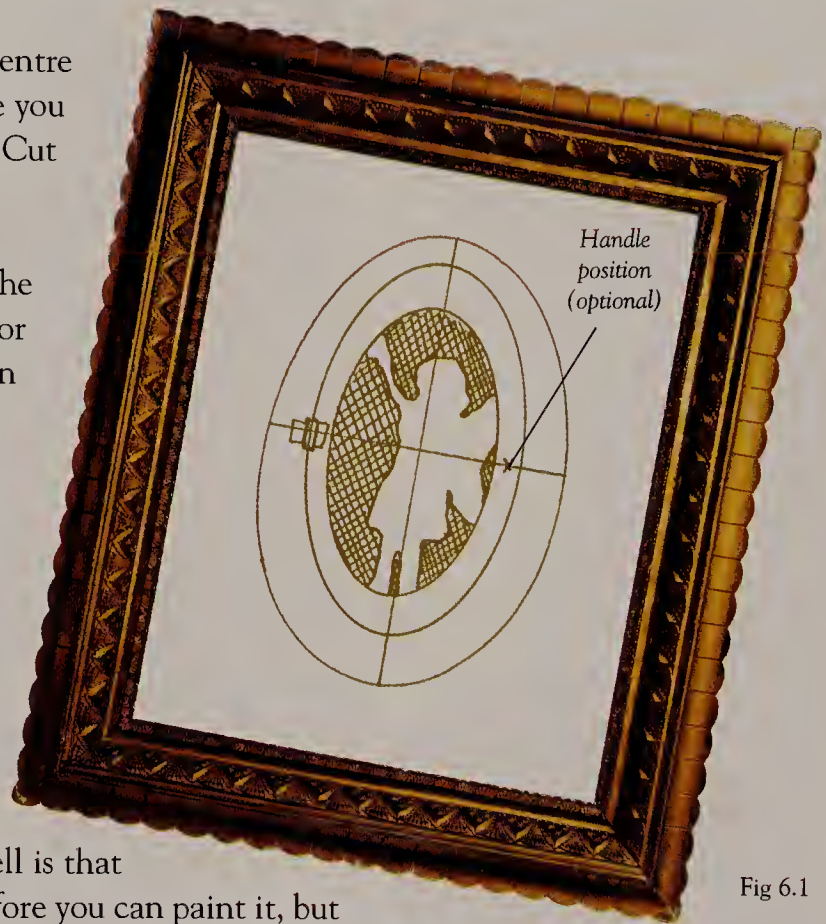 entre
e you
Cut
he
or
n
Handle
position
(optional)
ell is that
fore you can paint it, but
Fig 6.1